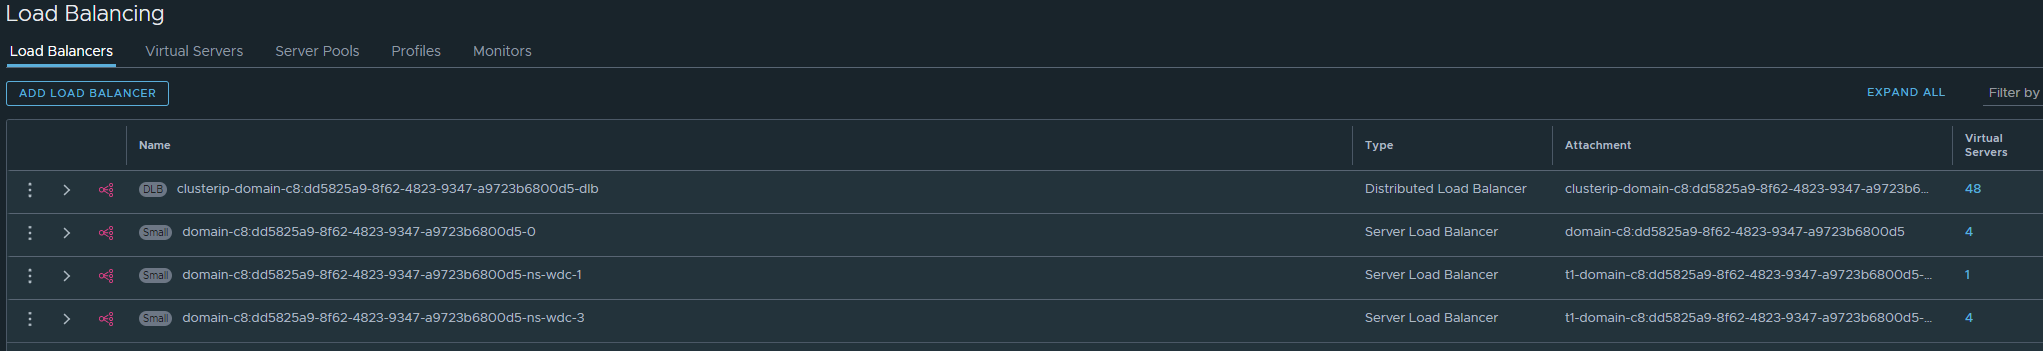 Load Balancing
Load Balancers Virtual Servers Server Pools Profiles Monitors
ADD LOAD BALANCER EXPAND ALL Filter by
Name Type Attachment Virtual Servers
DLB clusterip-domain-c8:dd5825a9-8f62-4823-9347-a9723b6800d5-dlb Distributed Load Balancer clusterip-domain-c8:dd5825a9-8f62-4823-9347-a9723b6... 48
Small domain-c8:dd5825a9-8f62-4823-9347-a9723b6800d5-0 Server Load Balancer domain-c8:dd5825a9-8f62-4823-9347-a9723b6800d5 4
Small domain-c8:dd5825a9-8f62-4823-9347-a9723b6800d5-ns-wdc-1 Server Load Balancer t1-domain-c8:dd5825a9-8f62-4823-9347-a9723b6800d5-... 1
Small domain-c8:dd5825a9-8f62-4823-9347-a9723b6800d5-ns-wdc-3 Server Load Balancer t1-domain-c8:dd5825a9-8f62-4823-9347-a9723b6800d5-... 4